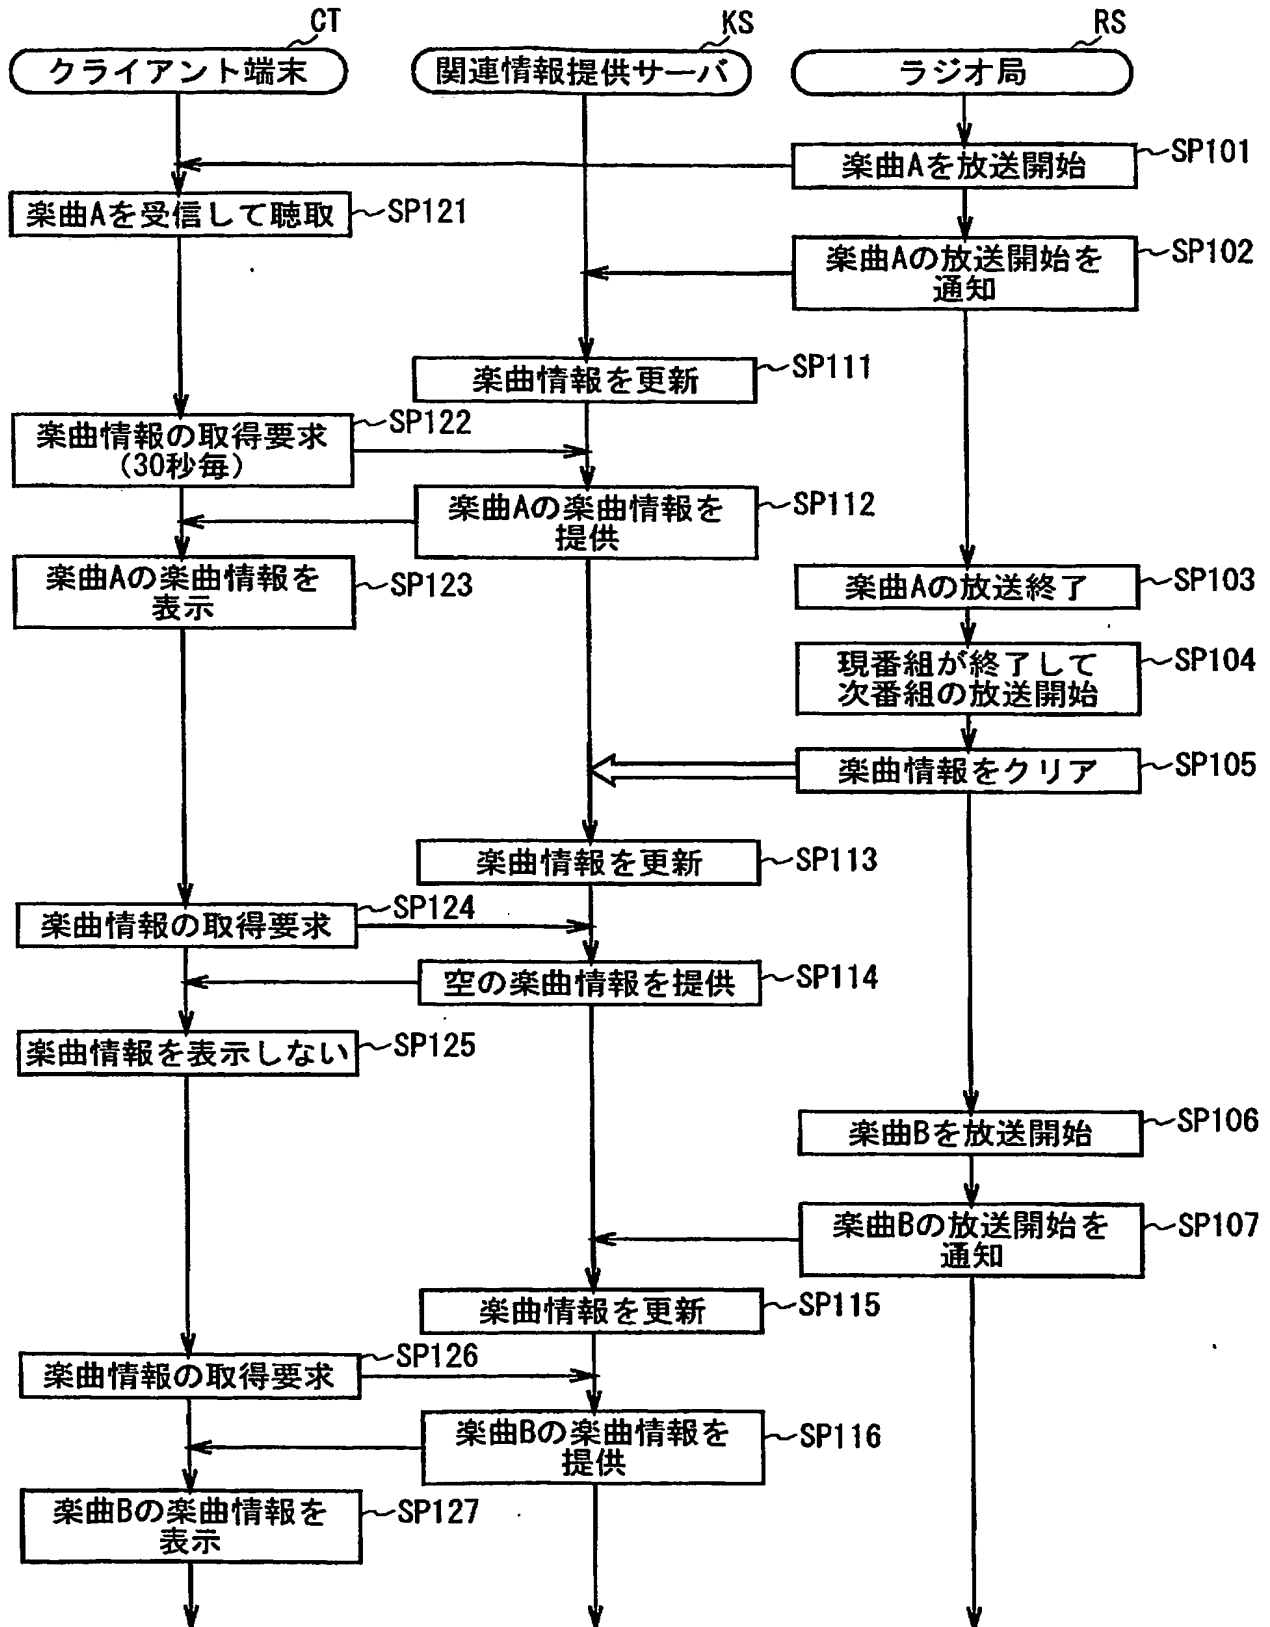 CT
KS
RS
クライアント端末
関連情報提供サーバ
ラジオ局
楽曲Aを放送開始
SP101
楽曲Aを受信して聴取
SP121
楽曲Aの放送開始を
通知
SP102
楽曲情報を更新
SP111
楽曲情報の取得要求
(30秒毎)
SP122
楽曲Aの楽曲情報を
提供
SP112
楽曲Aの楽曲情報を
表示
SP123
楽曲Aの放送終了
SP103
現番組が終了して
次番組の放送開始
SP104
楽曲情報をクリア
SP105
楽曲情報を更新
SP113
楽曲情報の取得要求
SP124
空の楽曲情報を提供
SP114
楽曲情報を表示しない
SP125
楽曲Bを放送開始
SP106
楽曲Bの放送開始を
通知
SP107
楽曲情報を更新
SP115
楽曲情報の取得要求
SP126
楽曲Bの楽曲情報を
提供
SP116
楽曲Bの楽曲情報を
表示
SP127